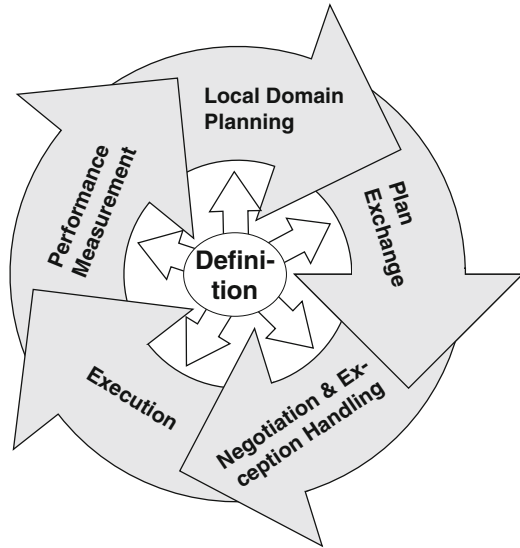 Local Domain
Planning
Plan
Exchange
Negotiation & Ex-
ception Handling
Execution
Performance
Measurement
Defini-
tion